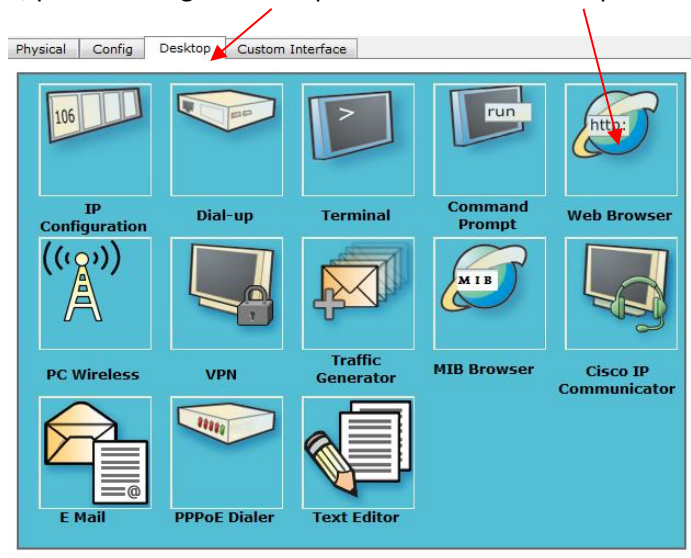 Physical Config Desktop Custom Interface
106
>
run
http:
IP Configuration
Dial-up
Terminal
Command Prompt
Web Browser
MIB
PC Wireless
VPN
Traffic Generator
MIB Browser
Cisco IP Communicator
@
E Mail
PPPoE Dialer
Text Editor